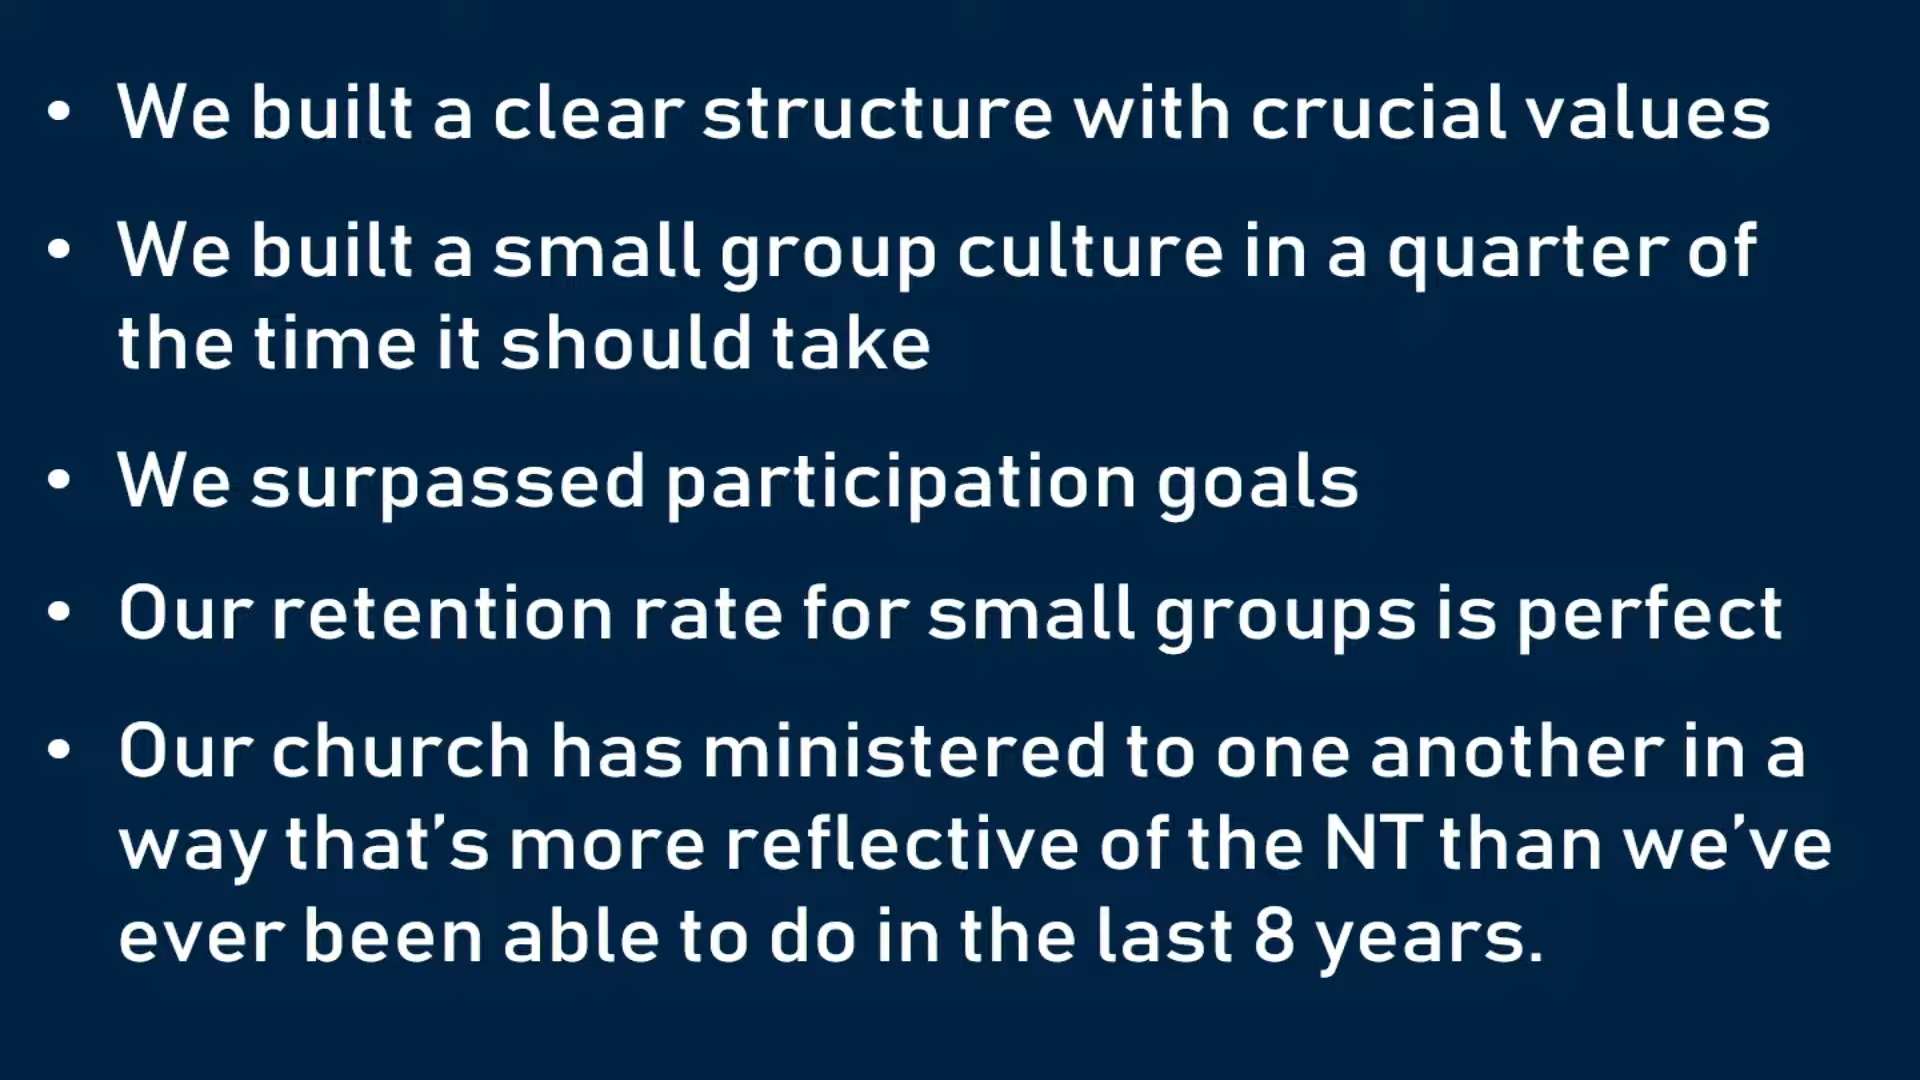 • We built a clear structure with crucial values
• We built a small group culture in a quarter of
the time it should take
• We surpassed participation goals
• Our retention rate for small groups is perfect
• Our church has ministered to one another in a
way that’s more reflective of the NT than we’ve
ever been able to do in the last 8 years.